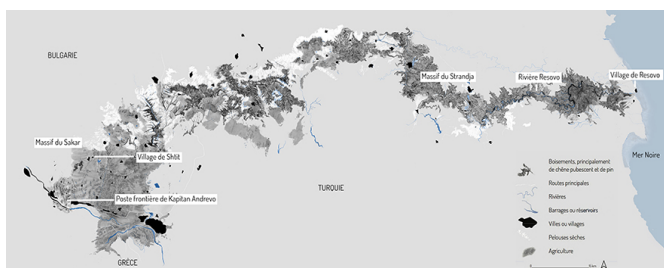 BULGARIE
Massif du Strandja
Rivière Resovo
Village de Resovo
Massif du Sakar
Village de Shtit
Mer Noire
TURQUIE
Poste frontière de Kapitan Andrevo
GRÈCE
Boisements, principalement
de chêne pubescent et de pin
Routes principales
Rivières
Barrages ou réservoirs
Villes ou villages
Pelouses sèches
Agriculture